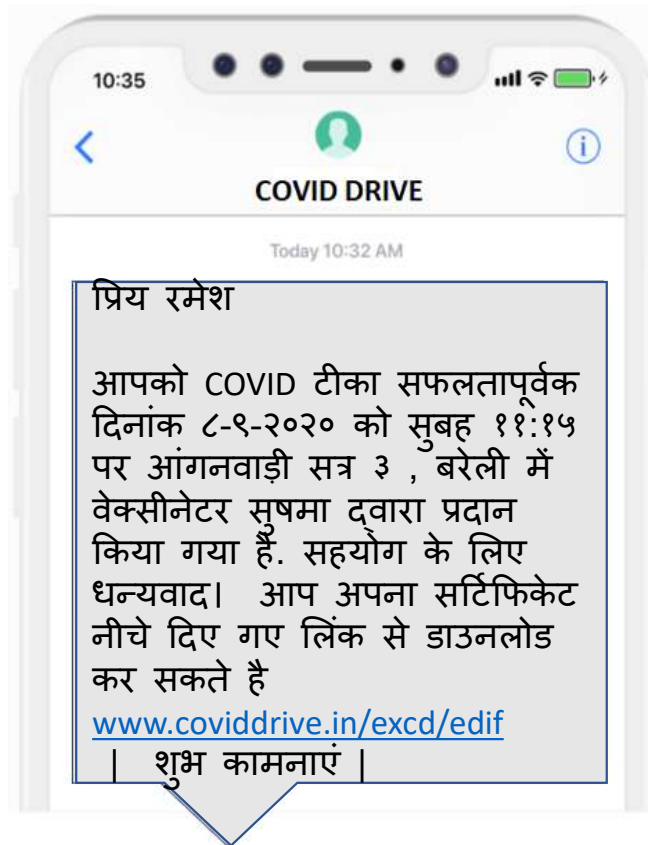 10:35
COVID DRIVE
Today 10:32 AM
प्रिय रमेश
आपको COVID टीका सफलतापूर्वक
दिनांक ८-९-२०२० को सुबह ११:१५
पर आंगनवाड़ी सत्र ३ , बरेली में
वेक्सीनेटर सुषमा द्वारा प्रदान
किया गया है. सहयोग के लिए
धन्यवाद। आप अपना सर्टिफिकेट
नीचे दिए गए लिंक से डाउनलोड
कर सकते है
www.coviddrive.in/excd/edif
| शुभ कामनाएं |